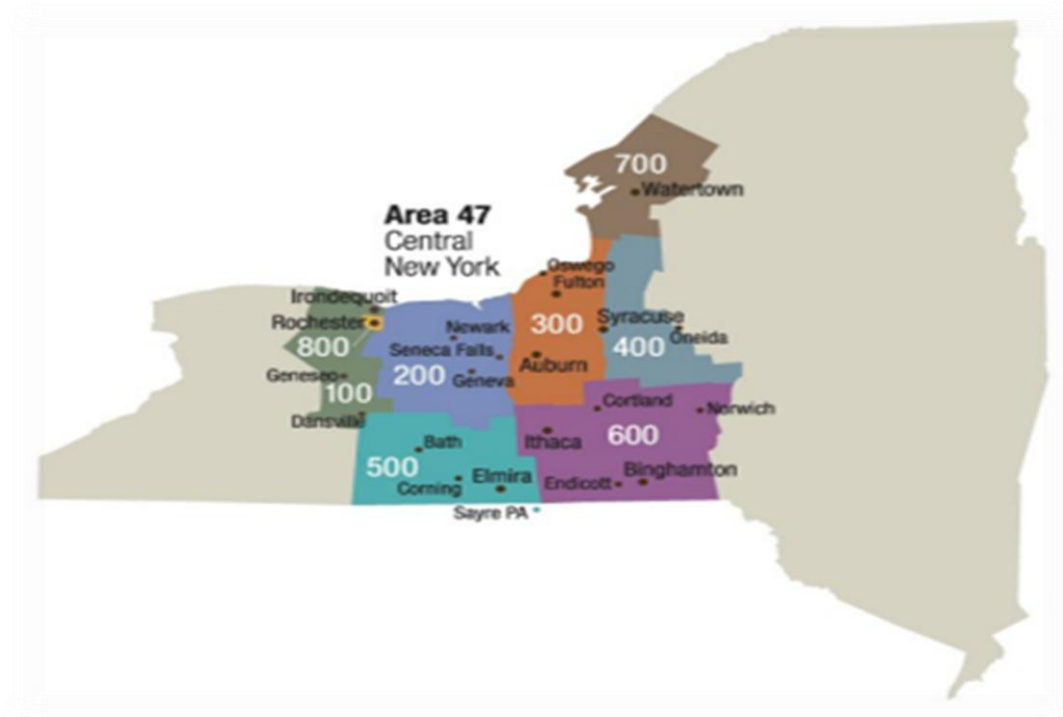 700
Watertown
Area 47
Central
New York
Oswego
Fulton
Irondequoit
Rochester
Newark
300
Syracuse
Oneida
800
Seneca Falls
400
Auburn
Geneseo
200
Geneva
100
Dansville
Cortland
Norwich
Bath
Ithaca
600
500
Elmira
Binghamton
Corning
Endicott
Sayre PA